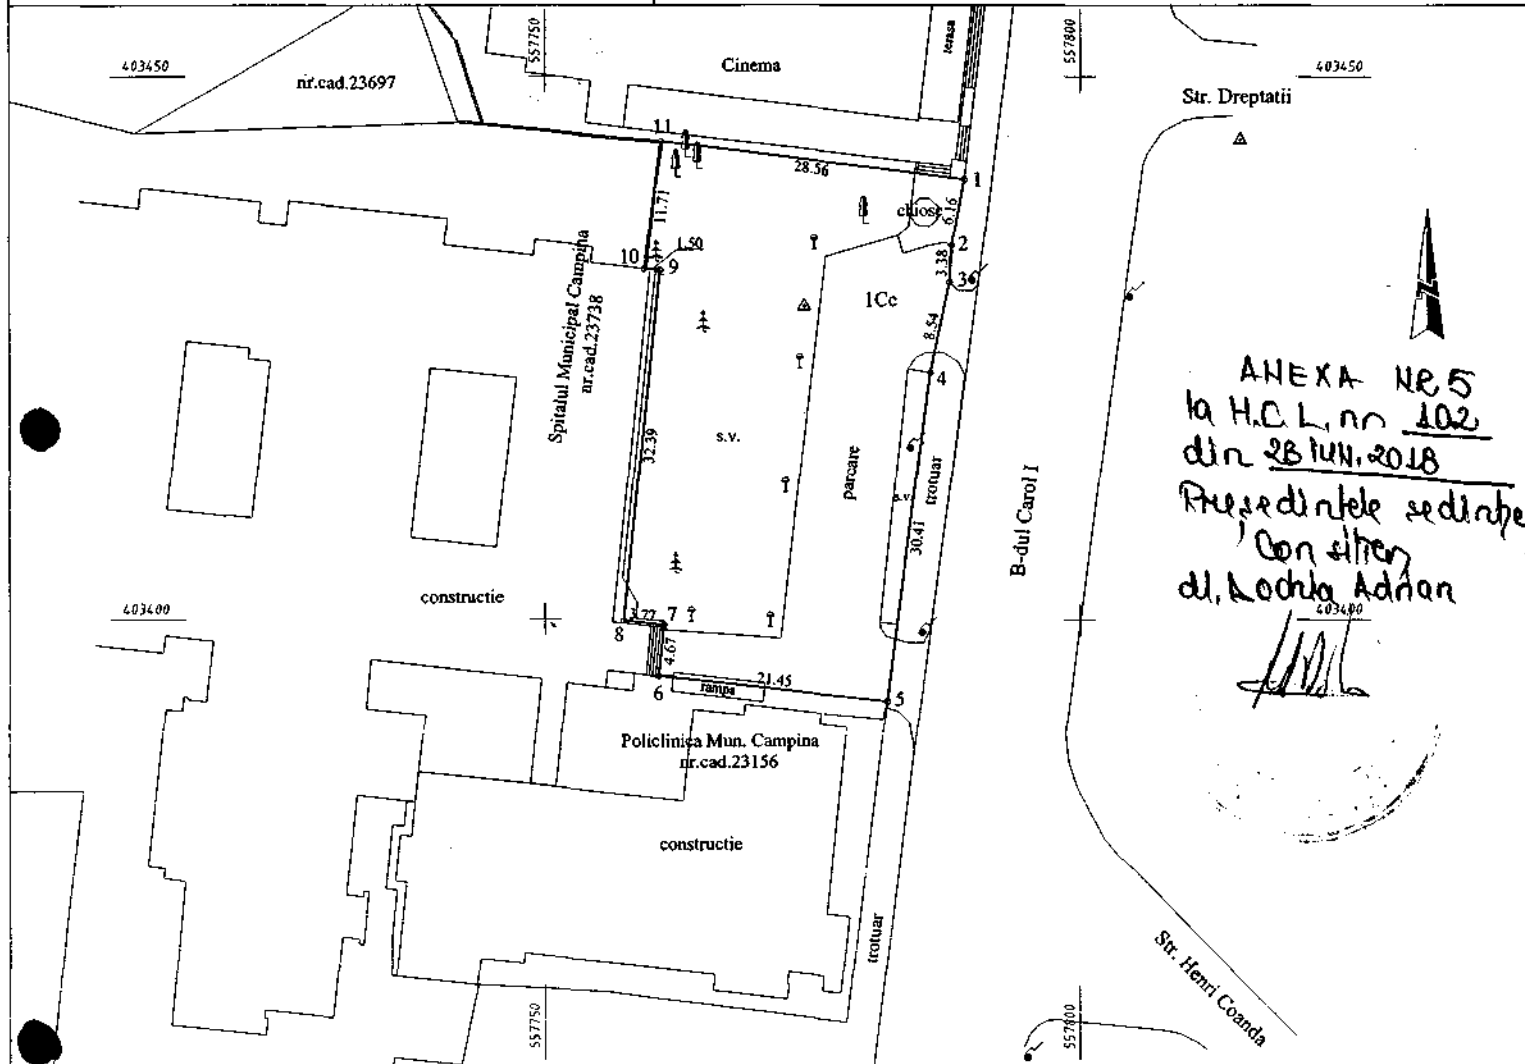 557750
557800
403450
403450
Cinema
terasa
nr.cad.23697
Str. Dreptatii
11
28.56
1
chiosc
6.16
11.71
2
10
1.50
9
3.38
3
1Cc
Spitalul Municipal Campina
nr.cad.23738
8.54
4
ANEXA NR 5
la H.C.L. nr 102
din 28 IUN. 2018
Președintele
Consilier
dl. Adrian
32.39
s.v.
parcare
s.v.
trotuar
30.41
B-dul Carol I
constructie
403400
403400
3.77
7
8
4.67
6
21.45
rampa
5
Policlinica Mun. Campina
nr.cad.23156
constructie
trotuar
Str. Henri Coanda
557750
557800